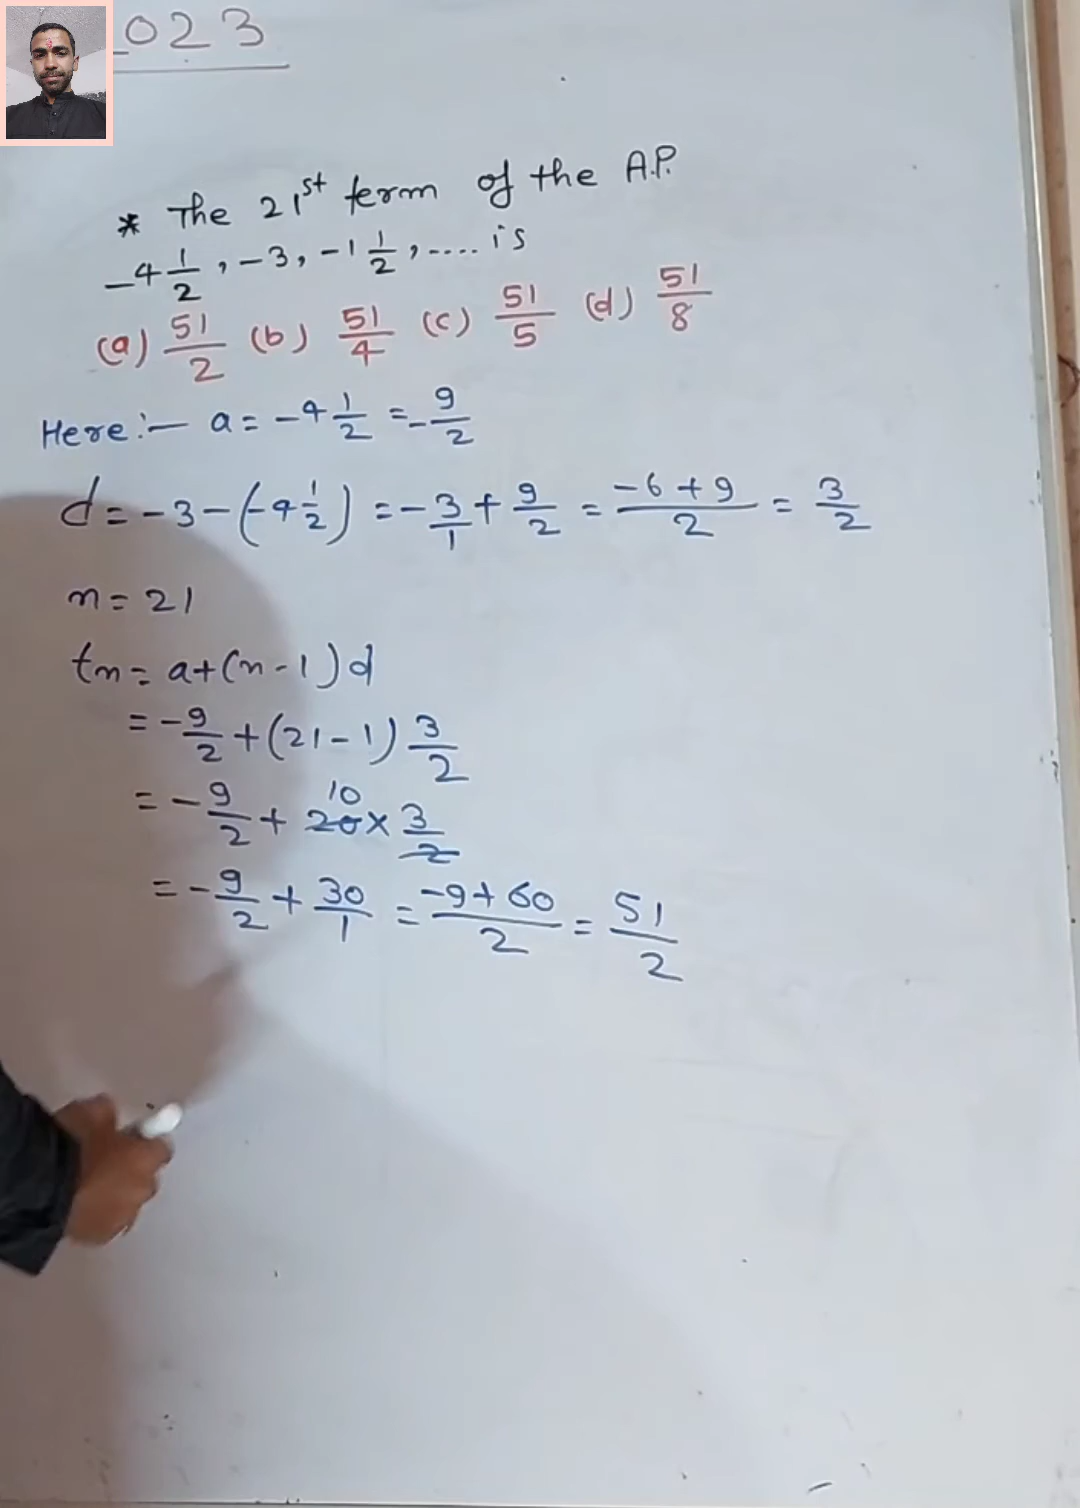 2023
* The 21st term of the A.P.
-4 1/2, -3, -1 1/2, .... is
(a) 51/2 (b) 51/4 (c) 51/5 (d) 51/8
Here:- a = -4 1/2 = -9/2
d = -3 - (-4 1/2) = -3/1 + 9/2 = (-6+9)/2 = 3/2
n = 21
tn = a+(n-1)d
= -9/2 + (21-1) 3/2
= -9/2 + 20 10 × 3/2
= -9/2 + 30/1 = (-9+60)/2 = 51/2